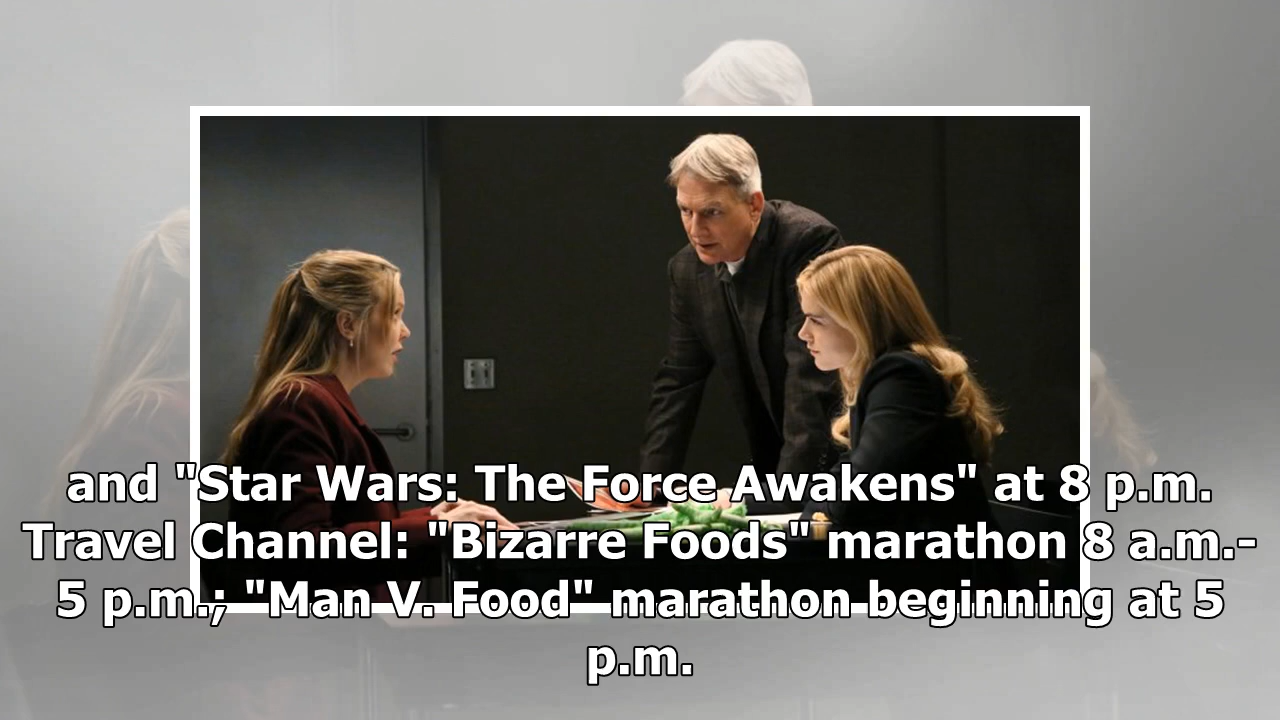 and "Star Wars: The Force Awakens" at 8 p.m.
Travel Channel: "Bizarre Foods" marathon 8 a.m.-
5 p.m.; "Man V. Food" marathon beginning at 5
p.m.